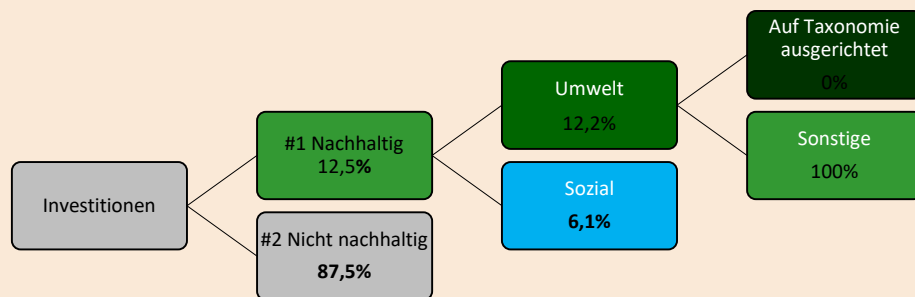 Investitionen
#1 Nachhaltig
12,5%
#2 Nicht nachhaltig
87,5%
Umwelt
12,2%
Sozial
6,1%
Auf Taxonomie
ausgerichtet
0%
Sonstige
100%